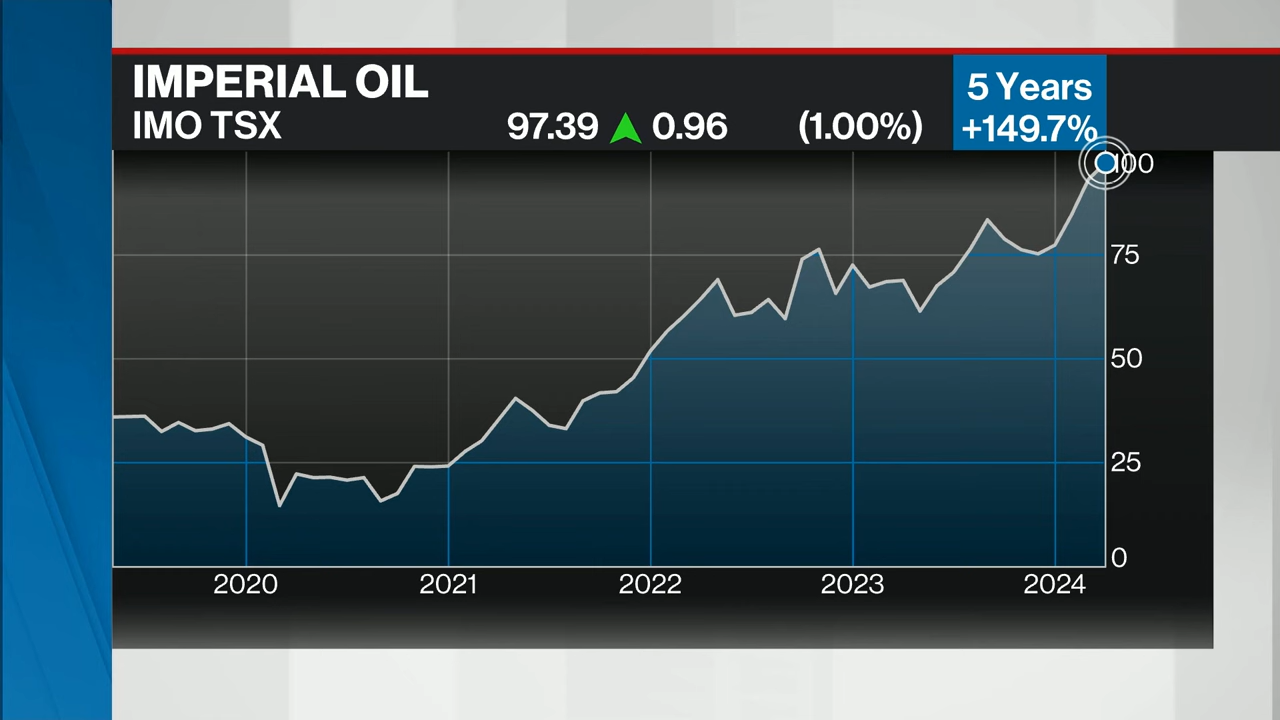 IMPERIAL OIL
IMO TSX
97.39 ▲ 0.96 (1.00%)
5 Years
+149.7%
100
75
50
25
0
2020 2021 2022 2023 2024